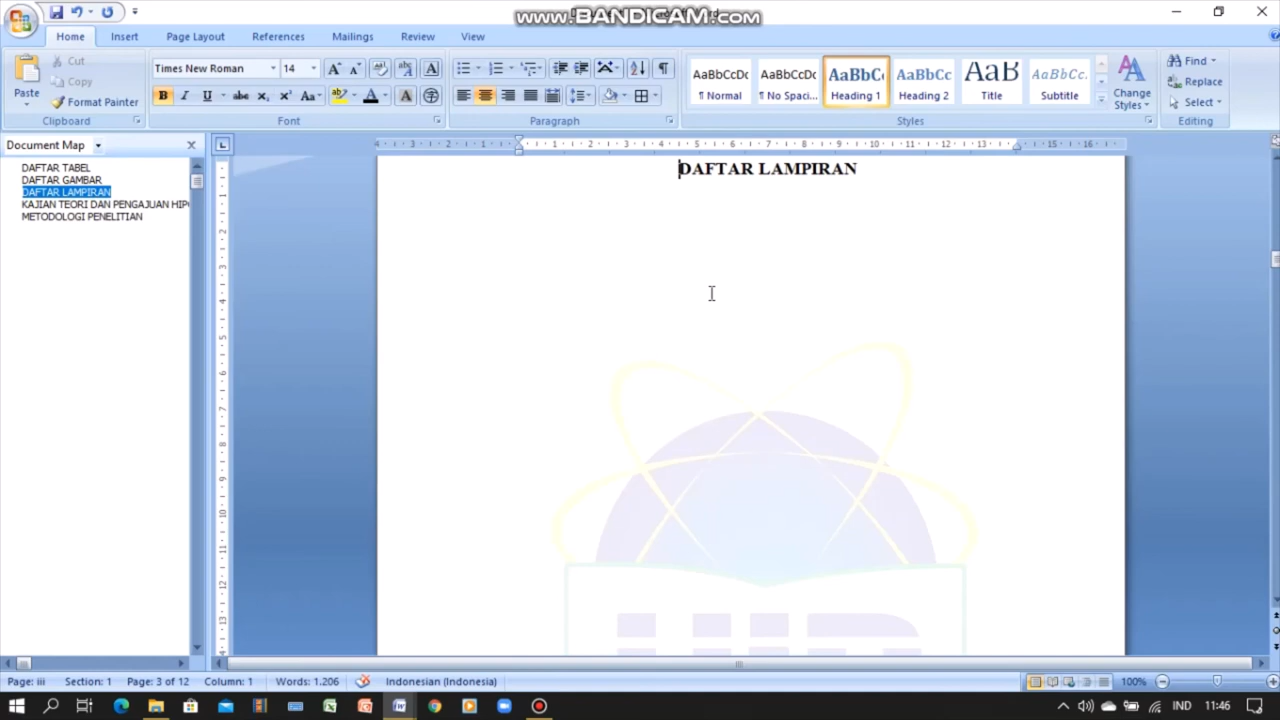 www.BANDICAM.com
Home
Insert
Page Layout
References
Mailings
Review
View
Paste
Cut
Copy
Format Painter
Clipboard
Times New Roman
14
Font
Paragraph
AaBbCcDc
¶ Normal
AaBbCcDc
¶ No Spaci...
AaBbC
Heading 1
AaBbCc
Heading 2
AaB
Title
AaBbCc.
Subtitle
Change
Styles
Styles
Find
Replace
Select
Editing
Document Map
DAFTAR TABEL
DAFTAR GAMBAR
DAFTAR LAMPIRAN
KAJIAN TEORI DAN PENGAJUAN HIP
METODOLOGI PENELITIAN
DAFTAR LAMPIRAN
Page: iii
Section: 1
Page: 3 of 12
Column: 1
Words: 1.206
Indonesian (Indonesia)
100%
IND
11:46